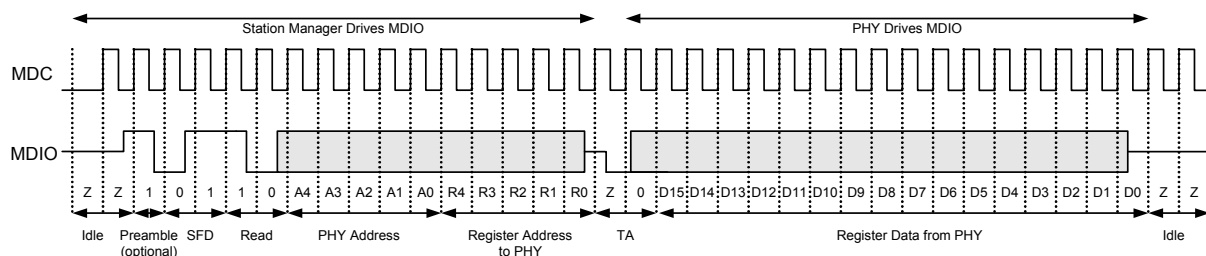 Station Manager Drives MDIO PHY Drives MDIO
MDC
MDIO
Z Z 1 0 1 1 0 A4 A3 A2 A1 A0 R4 R3 R2 R1 R0 Z 0 D15 D14 D13 D12 D11 D10 D9 D8 D7 D6 D5 D4 D3 D2 D1 D0 Z Z
Idle Preamble SFD Read PHY Address Register Address TA Register Data from PHY Idle
(optional) to PHY